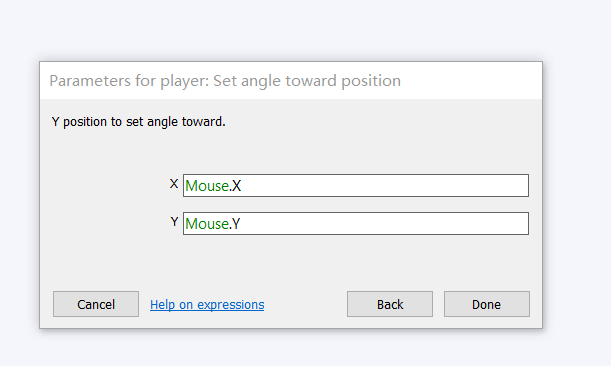 Parameters for player: Set angle toward position
Y position to set angle toward.
X Mouse.X
Y Mouse.Y
Cancel Help on expressions Back Done